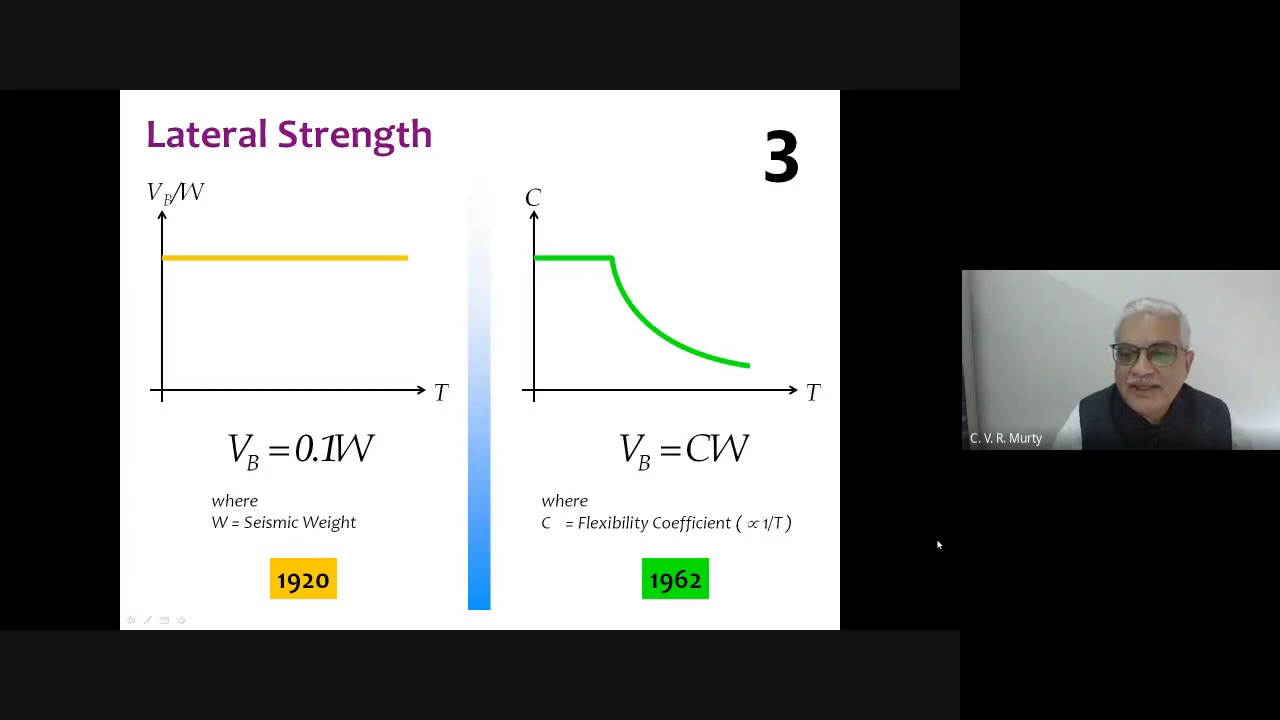 Lateral Strength
3
V_B/W
T
V_B = 0.1W
where
W = Seismic Weight
1920
C
T
V_B = CW
where
C = Flexibility Coefficient ( ∝ 1/T )
1962
C. V. R. Murty